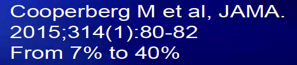 Cooperberg M et al, JAMA.
2015;314(1):80-82
From 7% to 40%